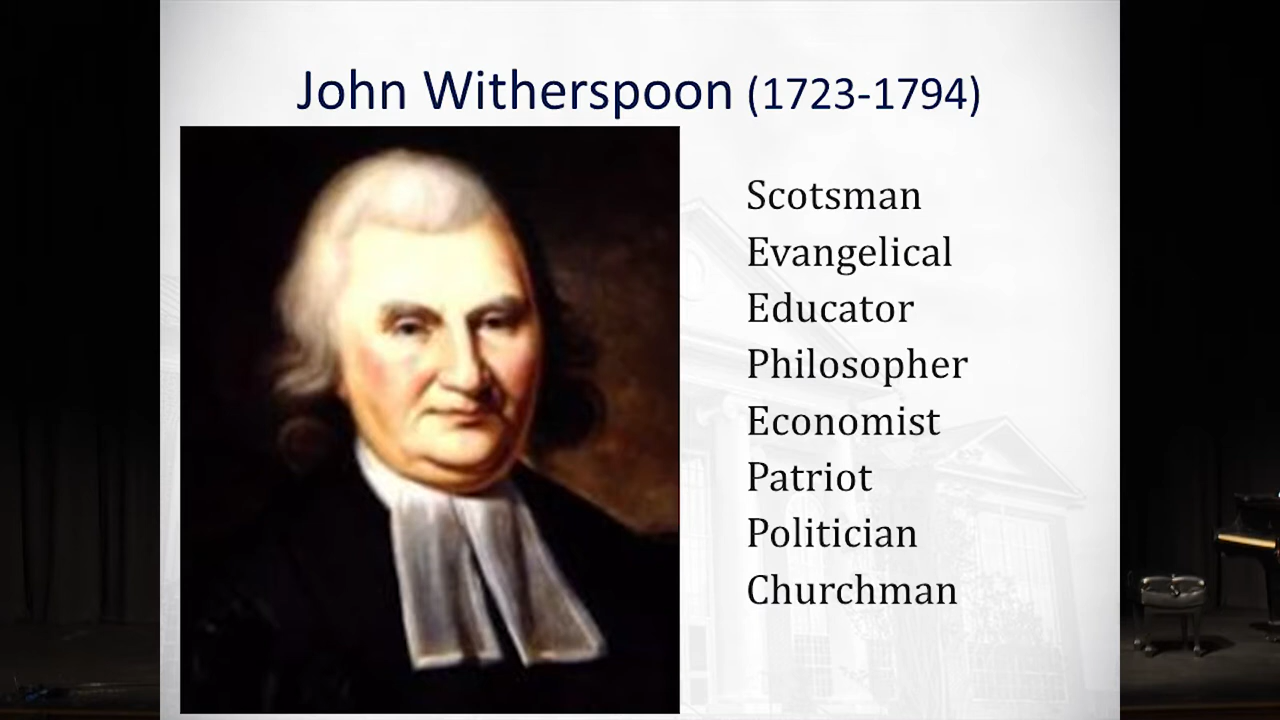 John Witherspoon (1723-1794)
Scotsman
Evangelical
Educator
Philosopher
Economist
Patriot
Politician
Churchman